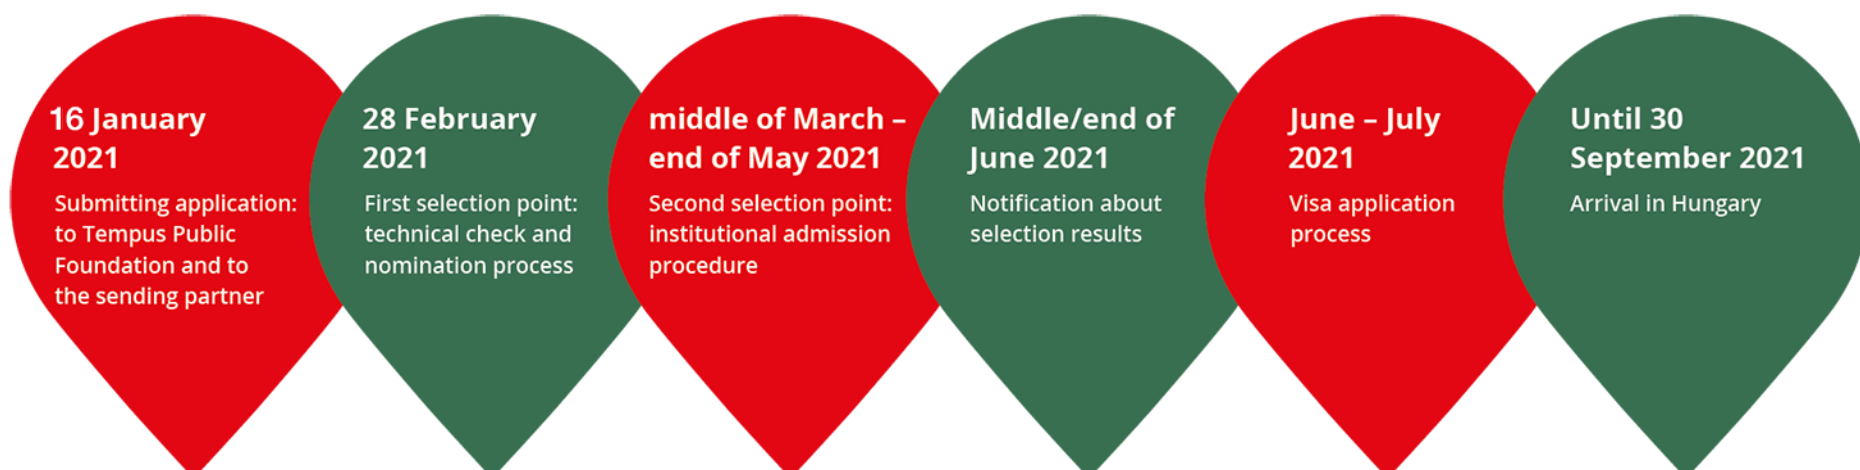 16 January
2021
Submitting application:
to Tempus Public
Foundation and to
the sending partner
28 February
2021
First selection point:
technical check and
nomination process
middle of March –
end of May 2021
Second selection point:
institutional admission
procedure
Middle/end of
June 2021
Notification about
selection results
June – July
2021
Visa application
process
Until 30
September 2021
Arrival in Hungary